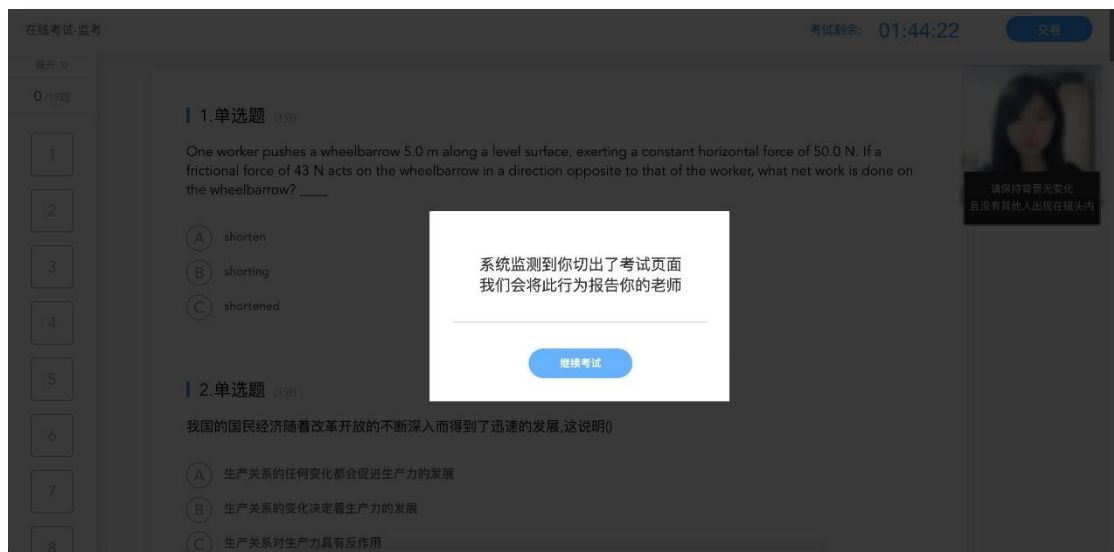 在线考试-监考
考试剩余: 01:44:22
交卷
展开 >>
0 /19题
1
2
3
4
5
6
7
8
1.单选题 (1分)
One worker pushes a wheelbarrow 5.0 m along a level surface, exerting a constant horizontal force of 50.0 N. If a
frictional force of 43 N acts on the wheelbarrow in a direction opposite to that of the worker, what net work is done on
the wheelbarrow? ____
A shorten
B shorting
C shortened
2.单选题 (1分)
我国的国民经济随着改革开放的不断深入而得到了迅速的发展,这说明()
A 生产关系的任何变化都会促进生产力的发展
B 生产关系的变化决定着生产力的发展
C 生产关系对生产力具有反作用
请保持背景无变化
且没有其他人出现在镜头内
系统监测到你切出了考试页面
我们会将此行为报告你的老师
继续考试